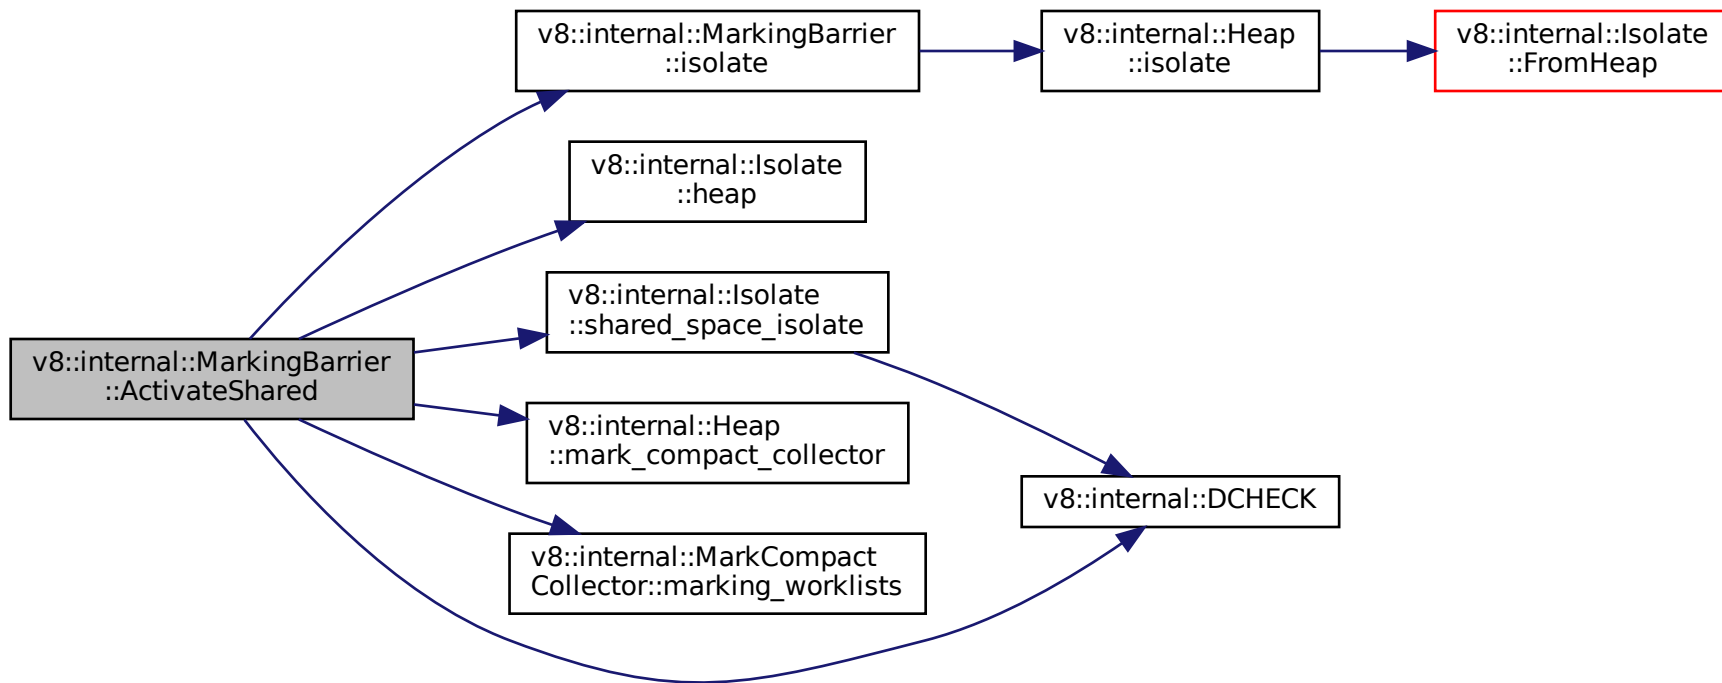 v8::internal::MarkingBarrier
::isolate
v8::internal::Heap
::isolate
v8::internal::Isolate
::FromHeap
v8::internal::Isolate
::heap
v8::internal::Isolate
::shared_space_isolate
v8::internal::MarkingBarrier
::ActivateShared
v8::internal::Heap
::mark_compact_collector
v8::internal::DCHECK
v8::internal::MarkCompact
Collector::marking_worklists